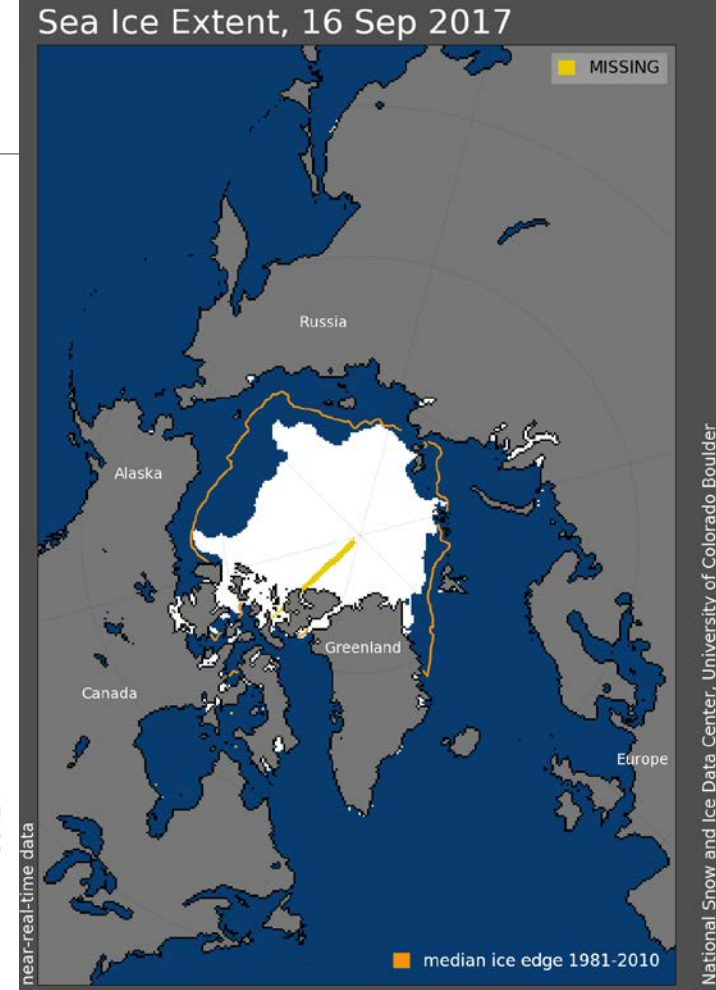 Sea Ice Extent, 16 Sep 2017
MISSING
Russia
Alaska
Greenland
Canada
Europe
median ice edge 1981-2010
near-real-time data
National Snow and Ice Data Center, University of Colorado Boulder